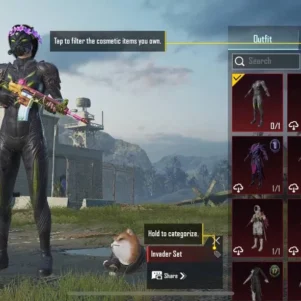 Tap to filter the cosmetic items you own.
Outfit
Search
0/1
1
/1
/1
Hold to categorize.
Invader Set
Share